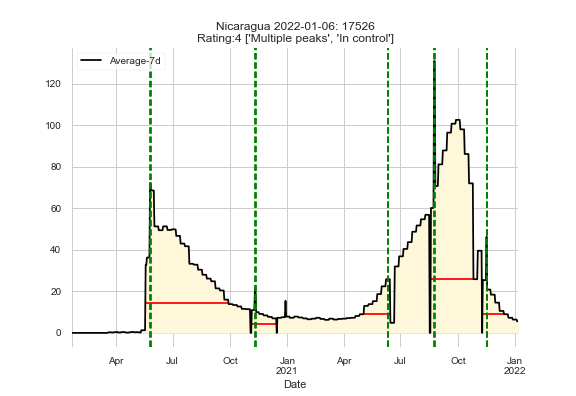 Nicaragua 2022-01-06: 17526
Rating:4 ['Multiple peaks', 'In control']
Average-7d
120
100
80
60
40
20
0
Apr Jul Oct Jan Apr Jul Oct Jan
2021 2022
Date